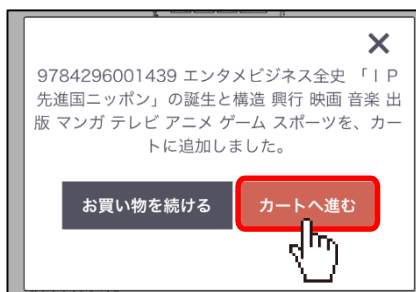 ×
9784296001439 エンタメビジネス全史 「ＩＰ
先進国ニッポン」の誕生と構造 興行 映画 音楽 出
版 マンガ テレビ アニメ ゲーム スポーツを、カー
トに追加しました。
お買い物を続ける
カートへ進む